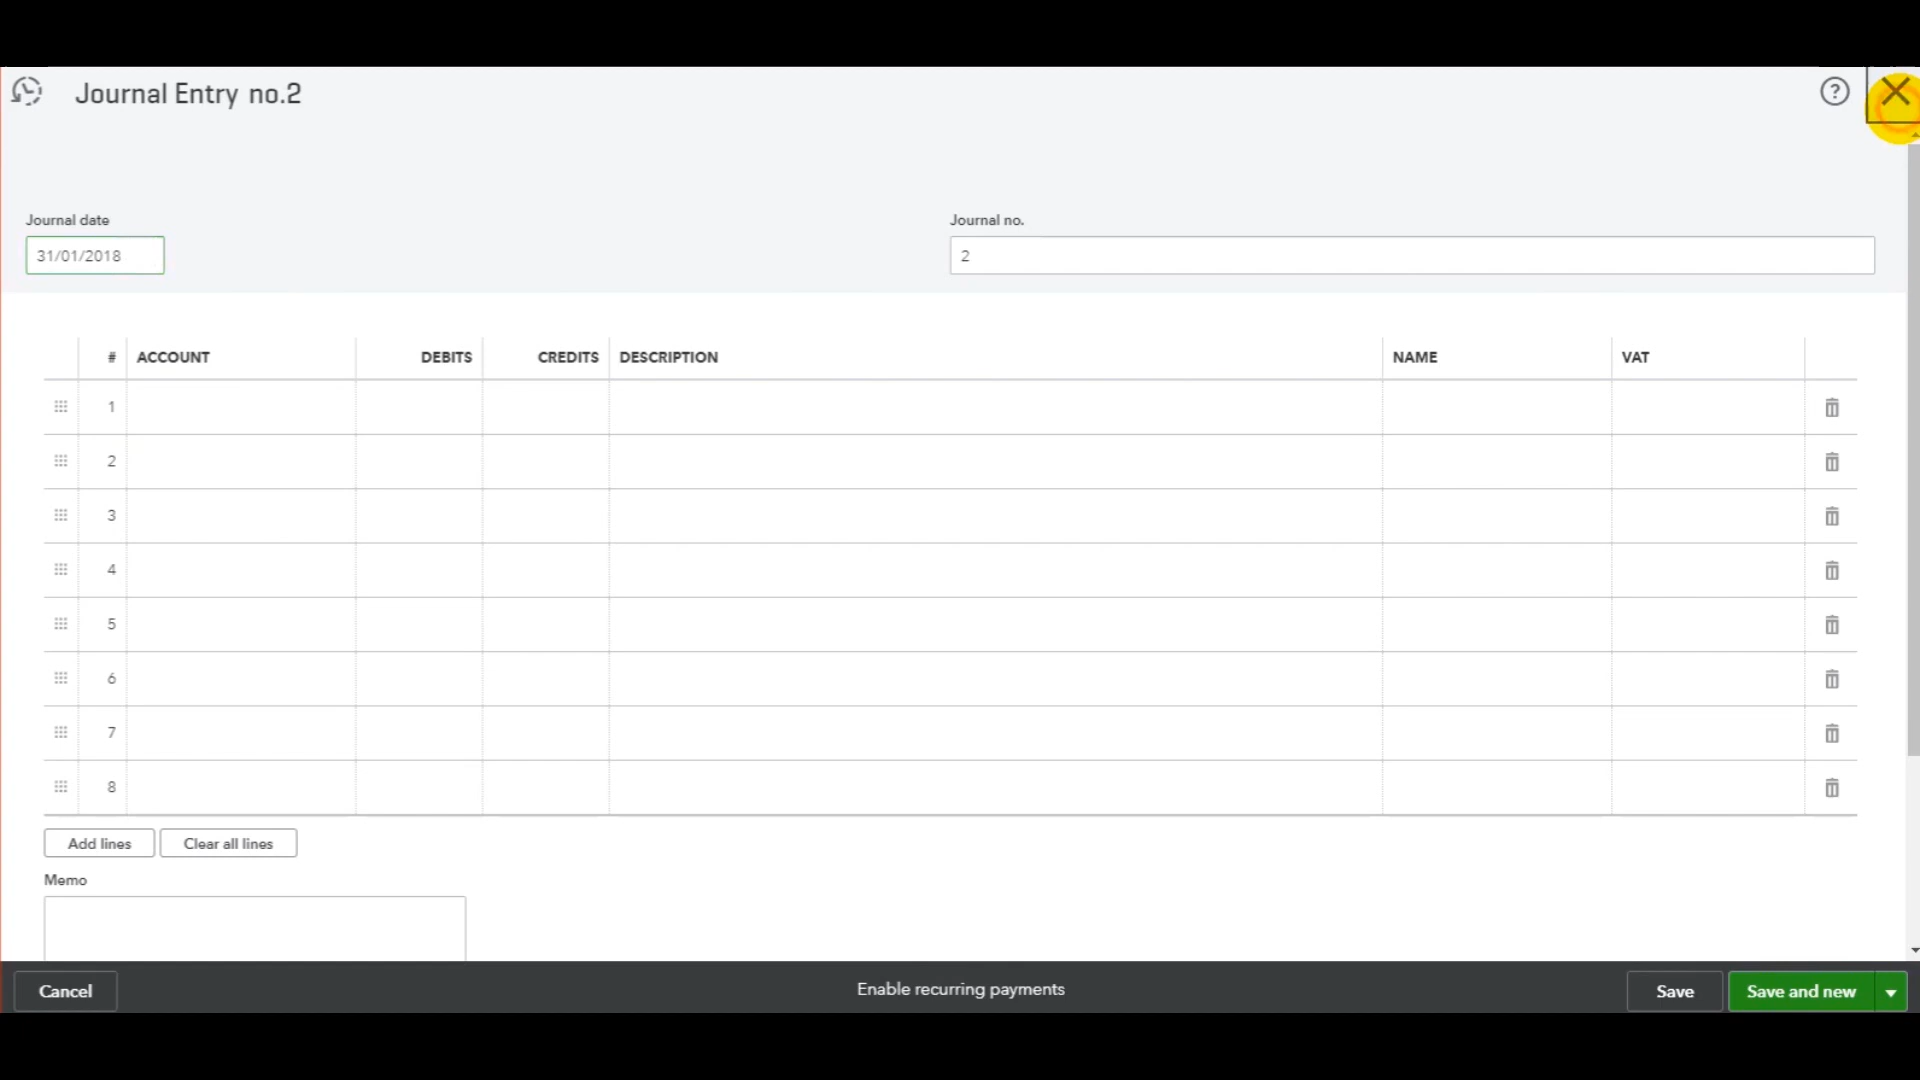 Journal Entry no.2
?
Journal date
Journal no.
31/01/2018
2
# ACCOUNT DEBITS CREDITS DESCRIPTION NAME VAT
1
2
3
4
5
6
7
8
Add lines Clear all lines
Memo
Cancel Enable recurring payments Save Save and new